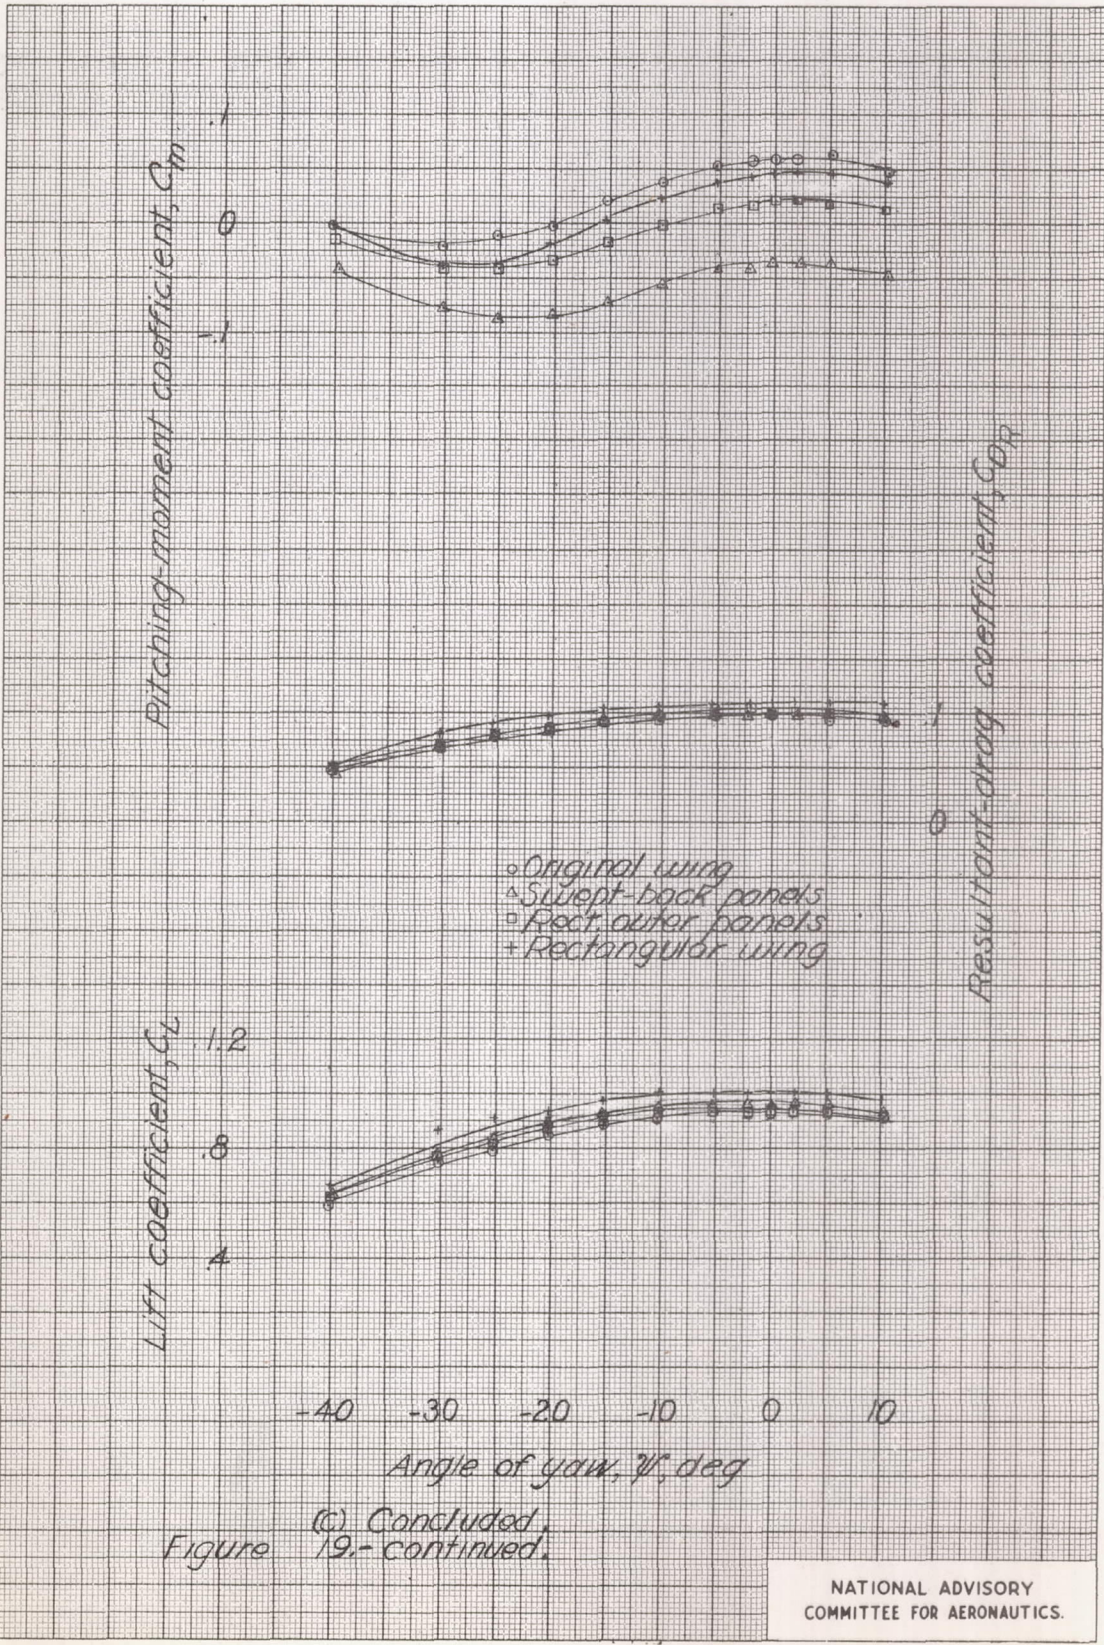 Pitching-moment coefficient, Cm
.1
0
-.1
Resultant-drag coefficient, CDR
.1
0
○ Original wing
△ Swept-back panels
□ Rect. outer panels
+ Rectangular wing
Lift coefficient, CL
1.2
.8
.4
-40 -30 -20 -10 0 10
Angle of yaw, ψ, deg
(c) Concluded.
Figure 19.- continued.
NATIONAL ADVISORY
COMMITTEE FOR AERONAUTICS.